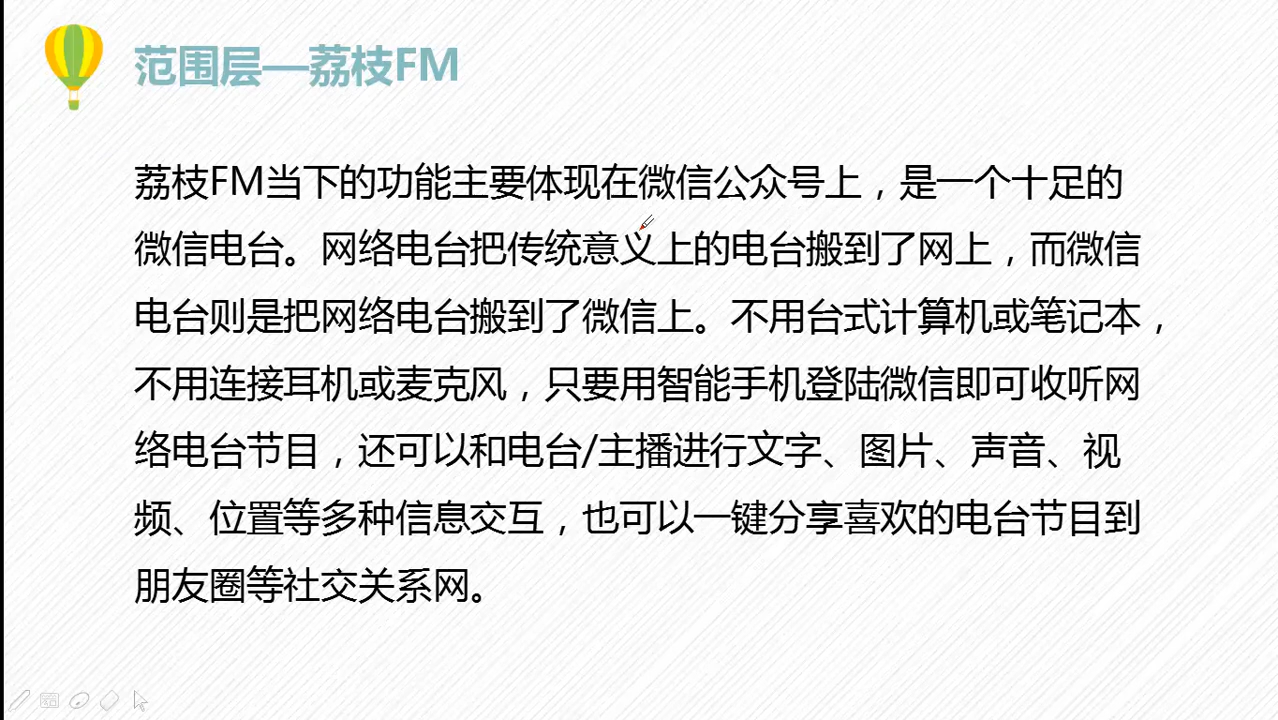 范围层—荔枝FM
荔枝FM当下的功能主要体现在微信公众号上，是一个十足的
微信电台。网络电台把传统意义上的电台搬到了网上，而微信
电台则是把网络电台搬到了微信上。不用台式计算机或笔记本，
不用连接耳机或麦克风，只要用智能手机登陆微信即可收听网
络电台节目，还可以和电台/主播进行文字、图片、声音、视
频、位置等多种信息交互，也可以一键分享喜欢的电台节目到
朋友圈等社交关系网。